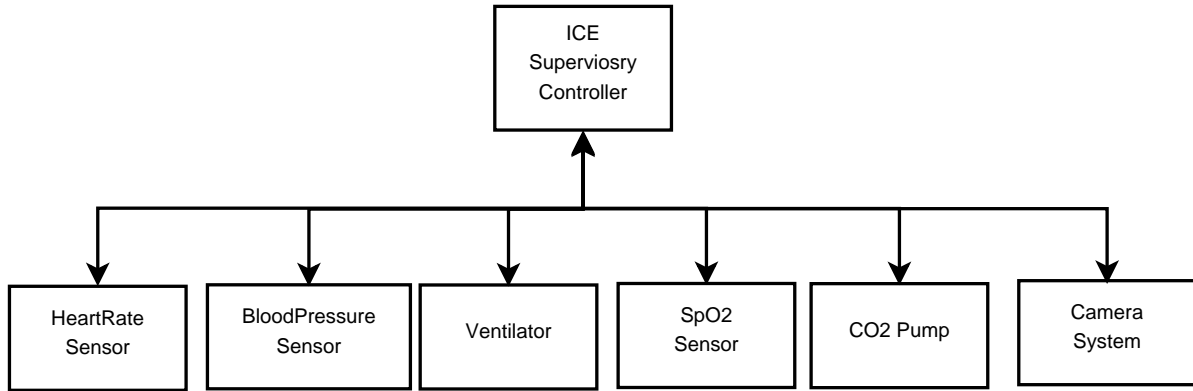 ICE
Superviosry
Controller
HeartRate
Sensor
BloodPressure
Sensor
Ventilator
SpO2
Sensor
CO2 Pump
Camera
System